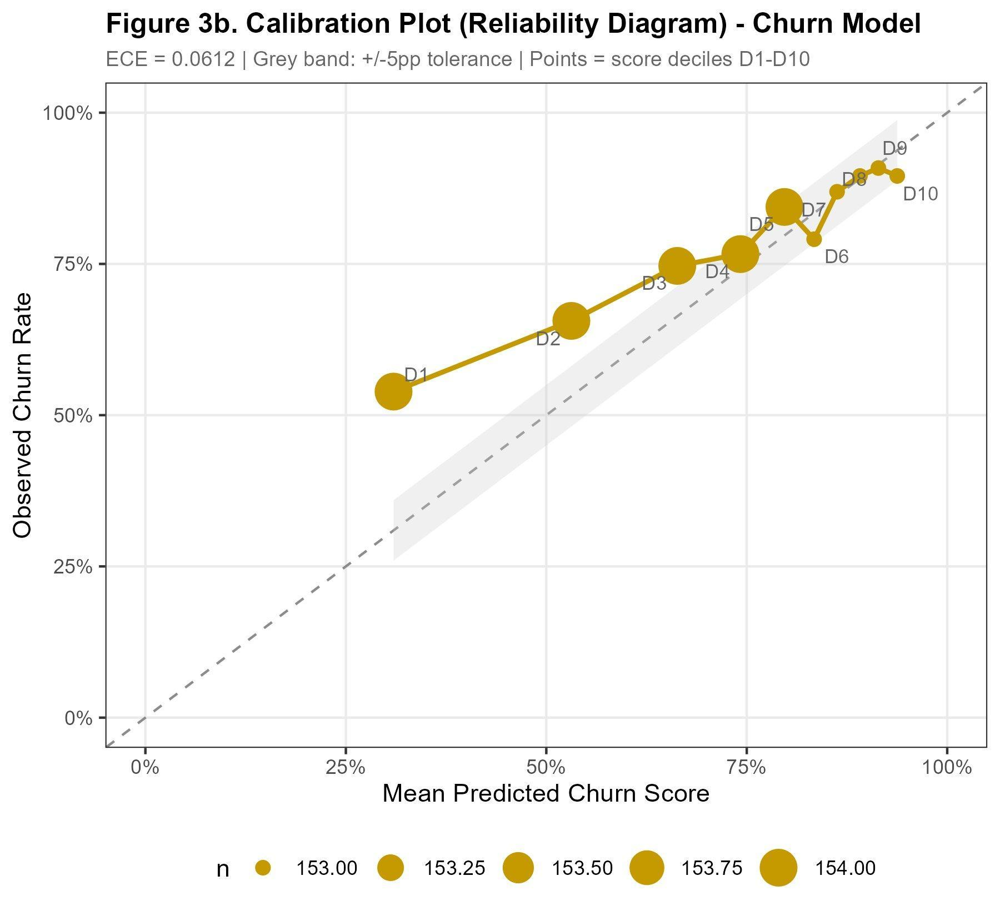 Figure 3b. Calibration Plot (Reliability Diagram) - Churn Model
ECE = 0.0612 | Grey band: +/-5pp tolerance | Points = score deciles D1-D10
100%
75%
50%
25%
0%
Observed Churn Rate
D1
D2
D3
D4
D5
D6
D7
D8
D9
D10
0% 25% 50% 75% 100%
Mean Predicted Churn Score
n 153.00 153.25 153.50 153.75 154.00